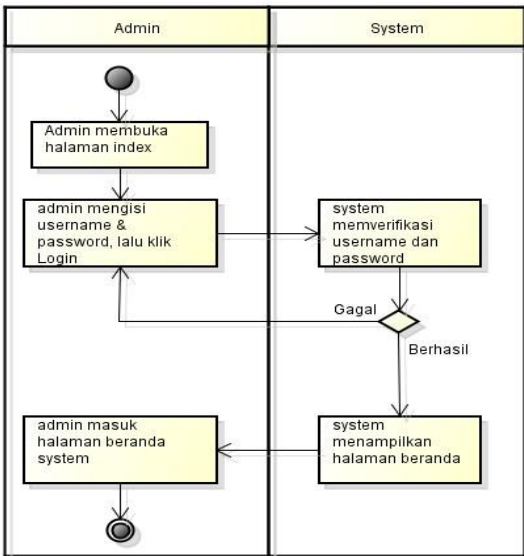 Admin
System
Admin membuka
halaman index
admin mengisi
username &
password, lalu klik
Login
system
memverifikasi
username dan
password
Gagal
Berhasil
system
menampilkan
halaman beranda
admin masuk
halaman beranda
system